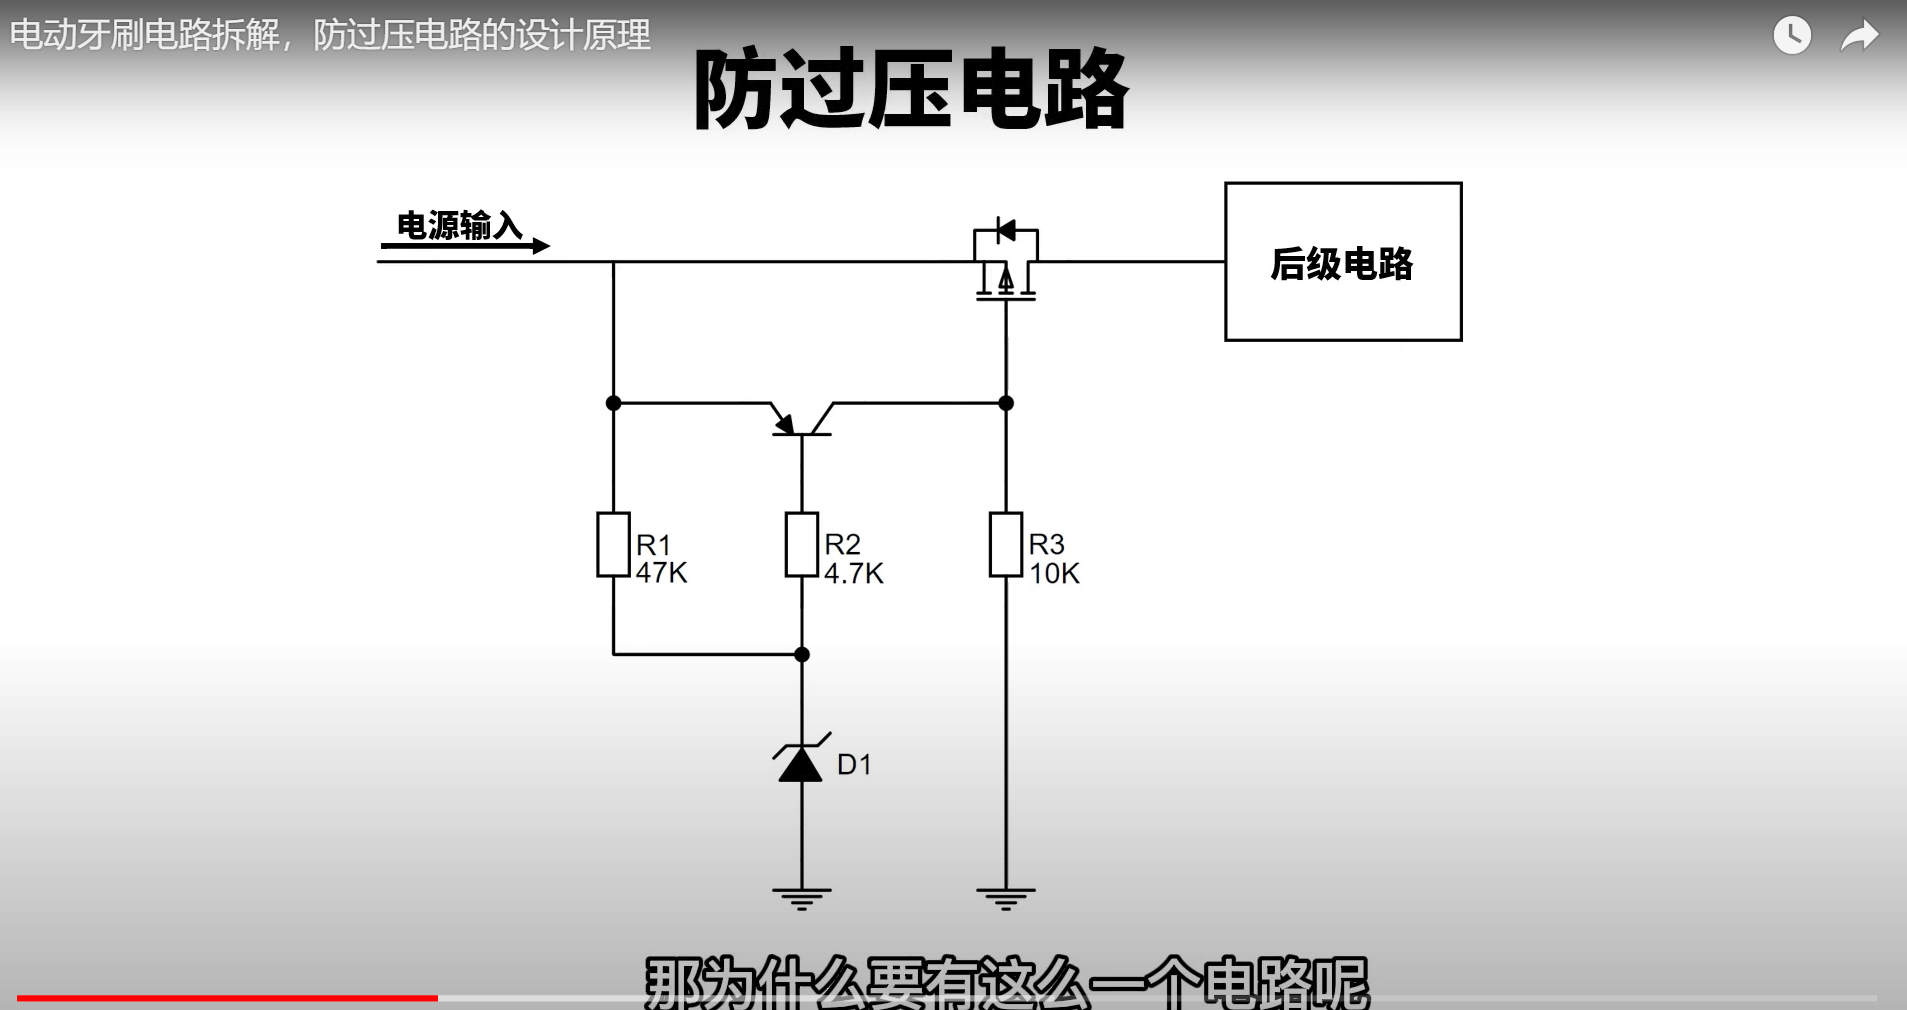 电动牙刷电路拆解，防过压电路的设计原理
防过压电路
电源输入
后级电路
R1
47K
R2
4.7K
R3
10K
D1
那为什么要有这么一个电路呢